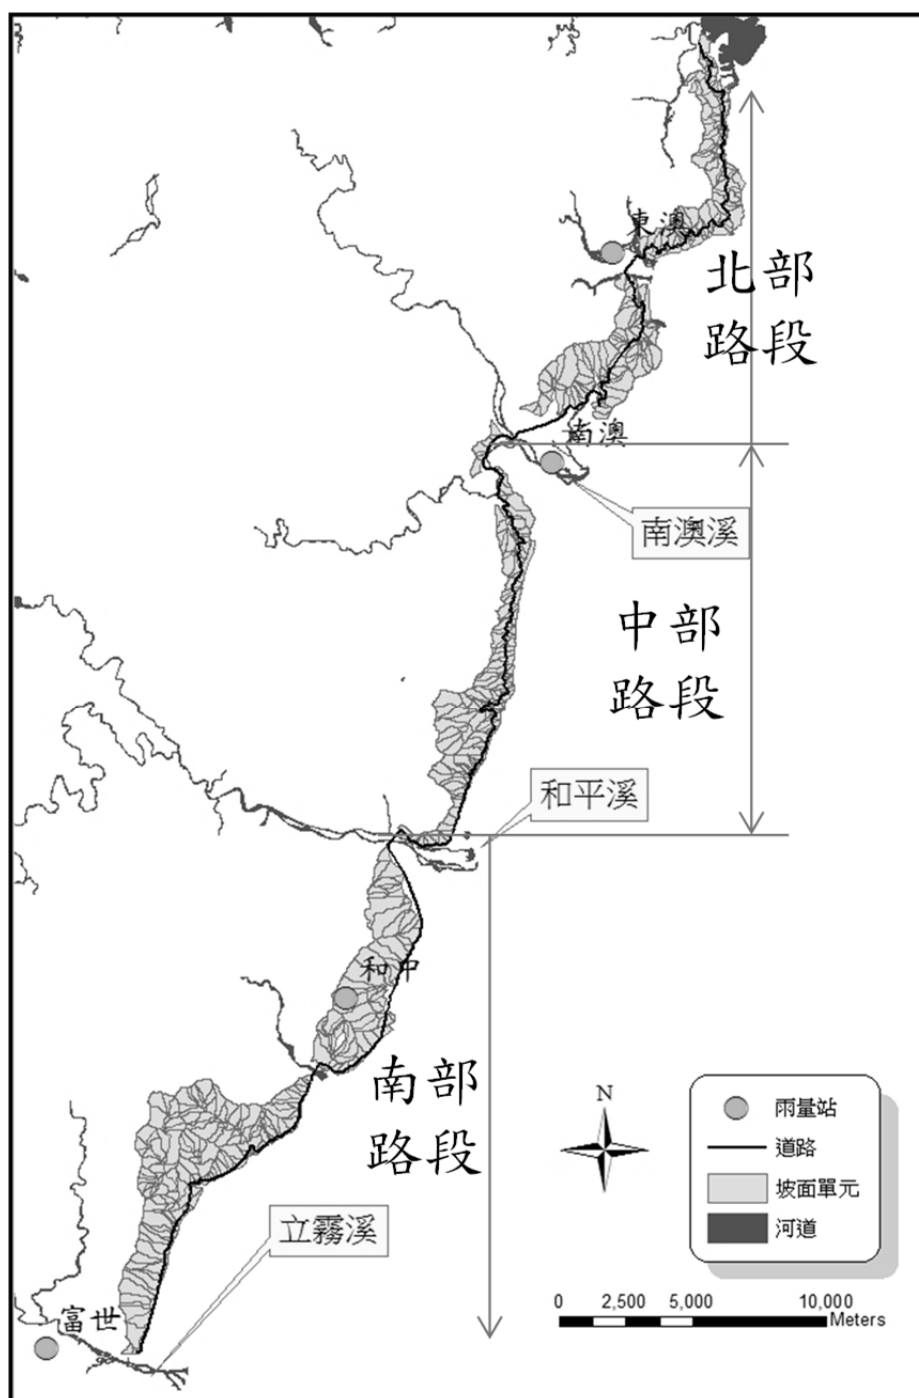 東澳
北部
路段
南澳
南澳溪
中部
路段
和平溪
和中
南部
路段
N
雨量站
道路
坡面單元
河道
立霧溪
富世
0 2,500 5,000 10,000
Meters